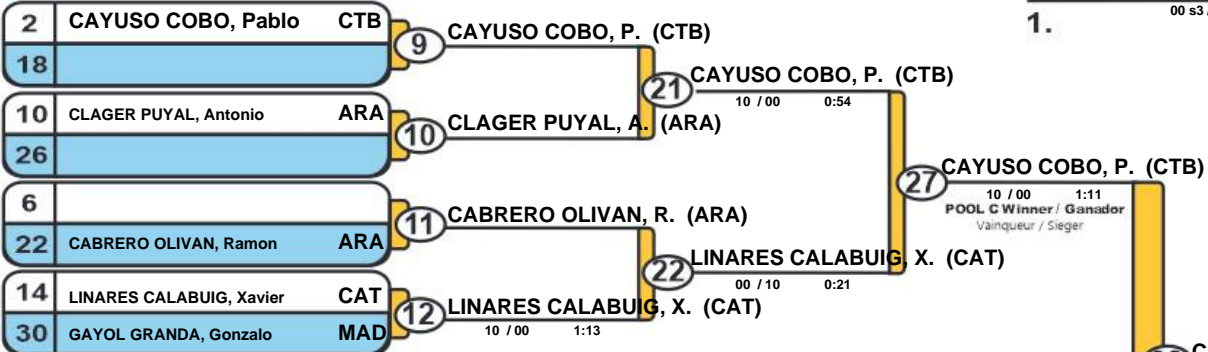 00 s3 /
1.
2 CAYUSO COBO, Pablo CTB
18
9 CAYUSO COBO, P. (CTB)
10 CLAGER PUYAL, Antonio ARA
26
10 CLAGER PUYAL, A. (ARA)
21 CAYUSO COBO, P. (CTB)
10 / 00 0:54
6
22 CABRERO OLIVAN, Ramon ARA
11 CABRERO OLIVAN, R. (ARA)
14 LINARES CALABUIG, Xavier CAT
30 GAYOL GRANDA, Gonzalo MAD
12 LINARES CALABUIG, X. (CAT)
10 / 00 1:13
22 LINARES CALABUIG, X. (CAT)
00 / 10 0:21
27 CAYUSO COBO, P. (CTB)
10 / 00 1:11
POOL C Winner / Ganador
Vainqueur / Sieger